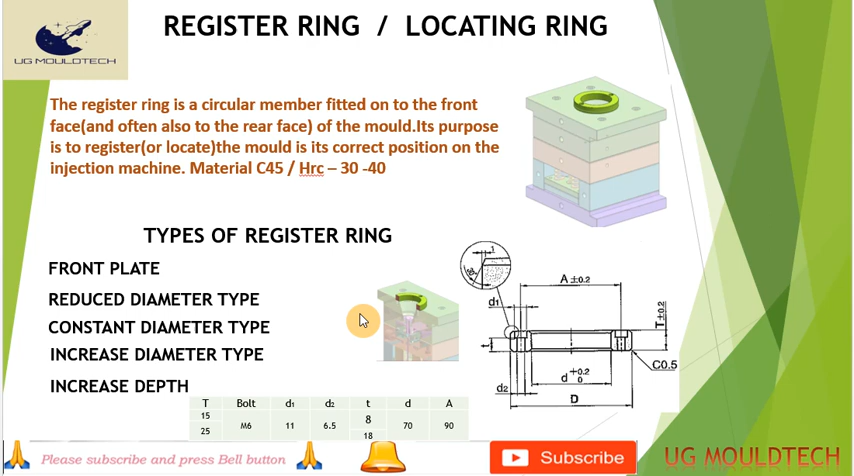 REGISTER RING / LOCATING RING
UG MOULDTECH
The register ring is a circular member fitted on to the front
face(and often also to the rear face) of the mould.Its purpose
is to register(or locate)the mould is its correct position on the
injection machine. Material C45 / Hrc – 30 -40
TYPES OF REGISTER RING
FRONT PLATE
REDUCED DIAMETER TYPE
CONSTANT DIAMETER TYPE
INCREASE DIAMETER TYPE
INCREASE DEPTH
1
30°
A±0.2
d1
T±0.2
t
C0.5
d +0.2 0
d2
D
T Bolt d1 d2 t d A
15 8
M6 11 6.5 70 90
25 18
Please subscribe and press Bell button
Subscribe
UG MOULDTECH